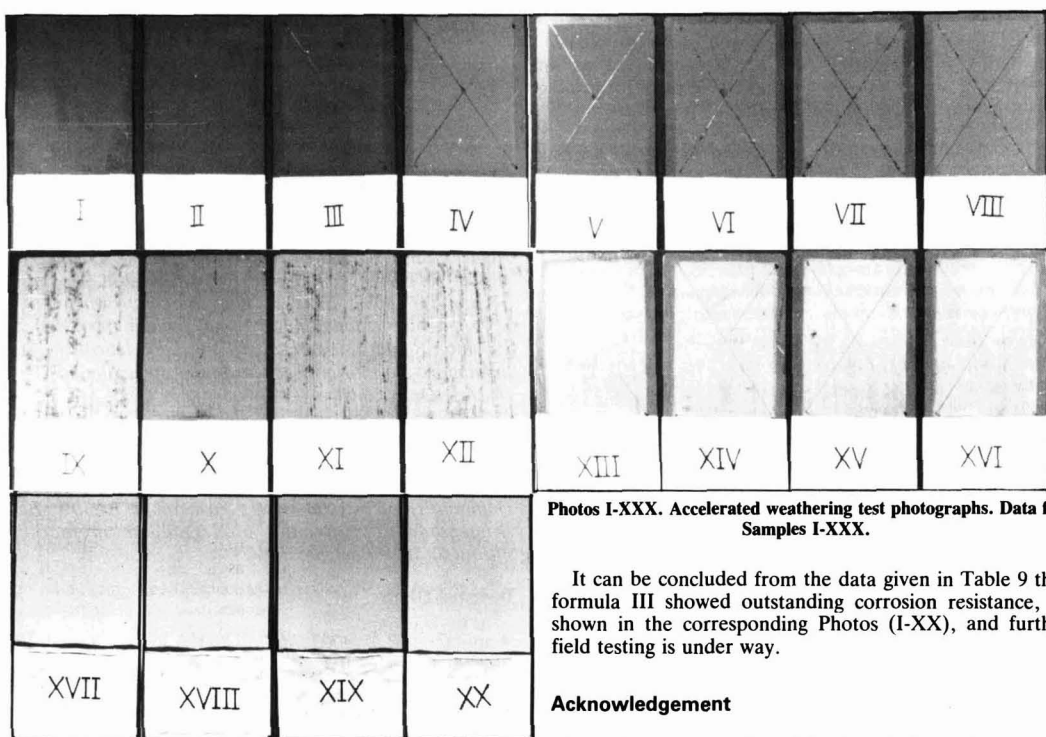 I II III IV V VI VII VIII
IX X XI XII XIII XIV XV XVI
Photos I-XXX. Accelerated weathering test photographs. Data
Samples I-XXX.
It can be concluded from the data given in Table 9
formula III showed outstanding corrosion resistance,
shown in the corresponding Photos (I-XX), and
field testing is under way.
Acknowledgement
XVII XVIII XIX XX